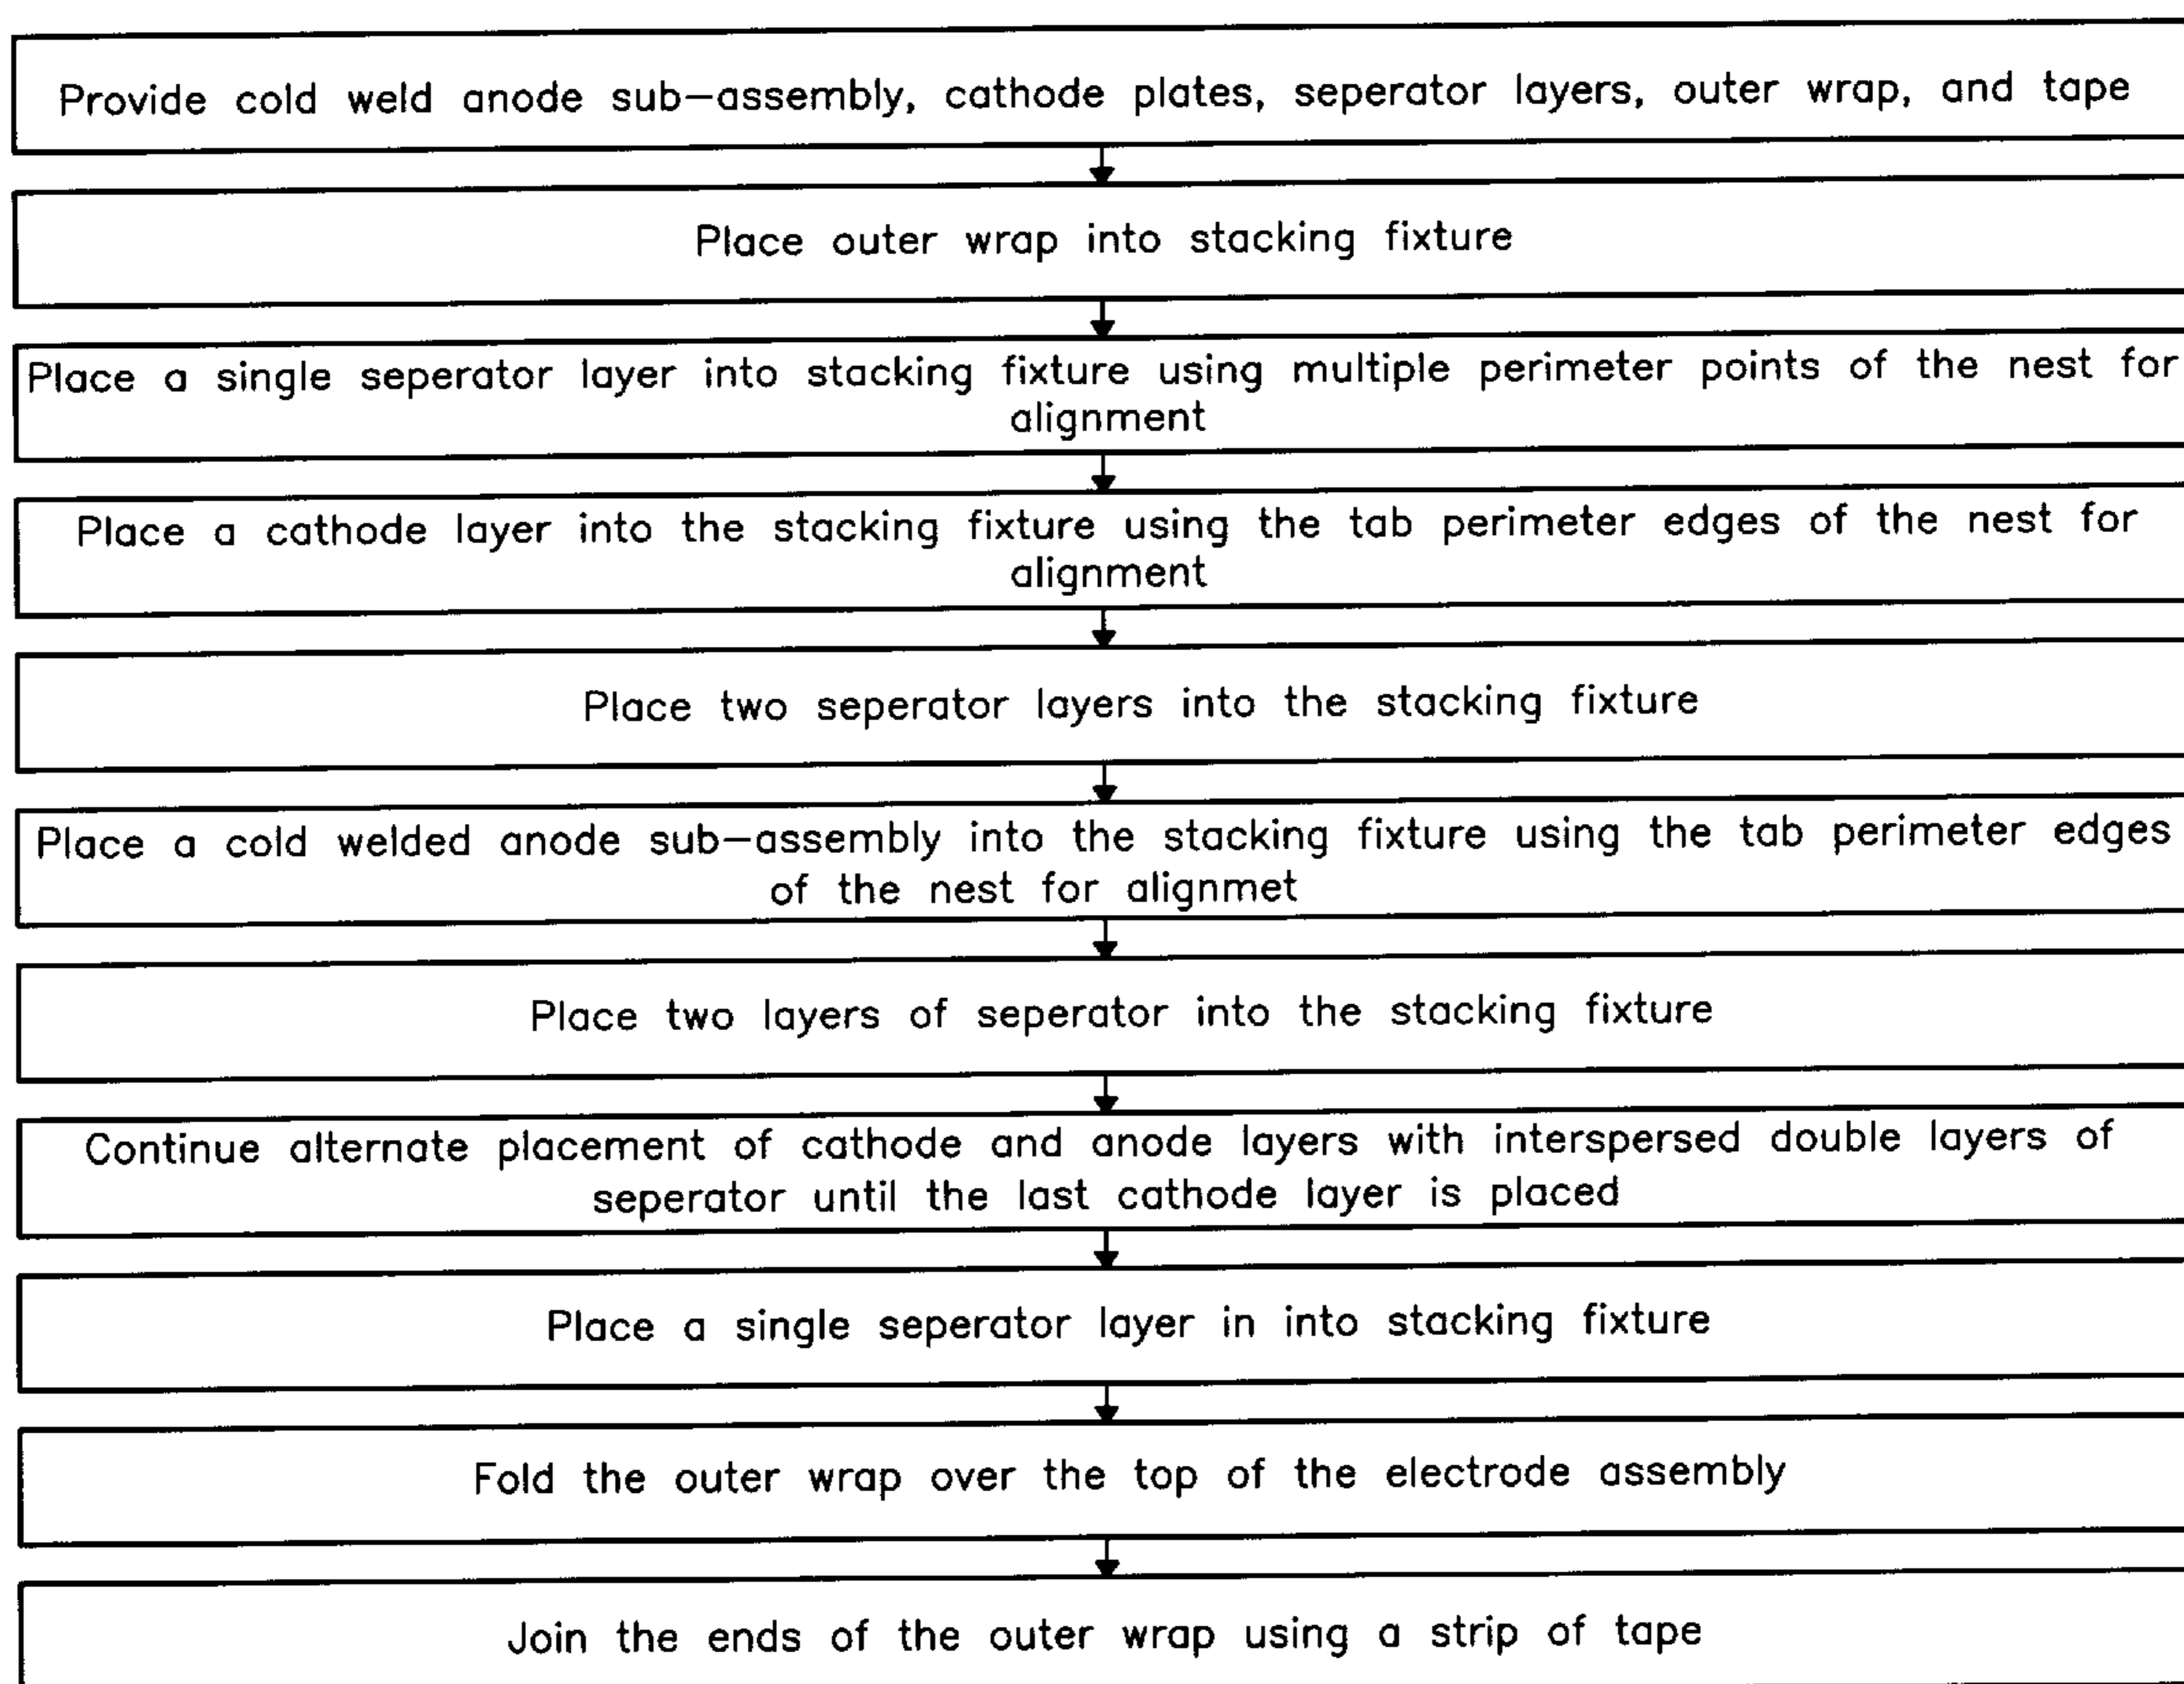 Provide cold weld anode sub-assembly, cathode plates, seperator layers, outer wrap, and tape
Place outer wrap into stacking fixture
Place a single seperator layer into stacking fixture using multiple perimeter points of the nest for
alignment
Place a cathode layer into the stacking fixture using the tab perimeter edges of the nest for
alignment
Place two seperator layers into the stacking fixture
Place a cold welded anode sub-assembly into the stacking fixture using the tab perimeter edges
of the nest for alignmet
Place two layers of seperator into the stacking fixture
Continue alternate placement of cathode and anode layers with interspersed double layers of
seperator until the last cathode layer is placed
Place a single seperator layer in into stacking fixture
Fold the outer wrap over the top of the electrode assembly
Join the ends of the outer wrap using a strip of tape